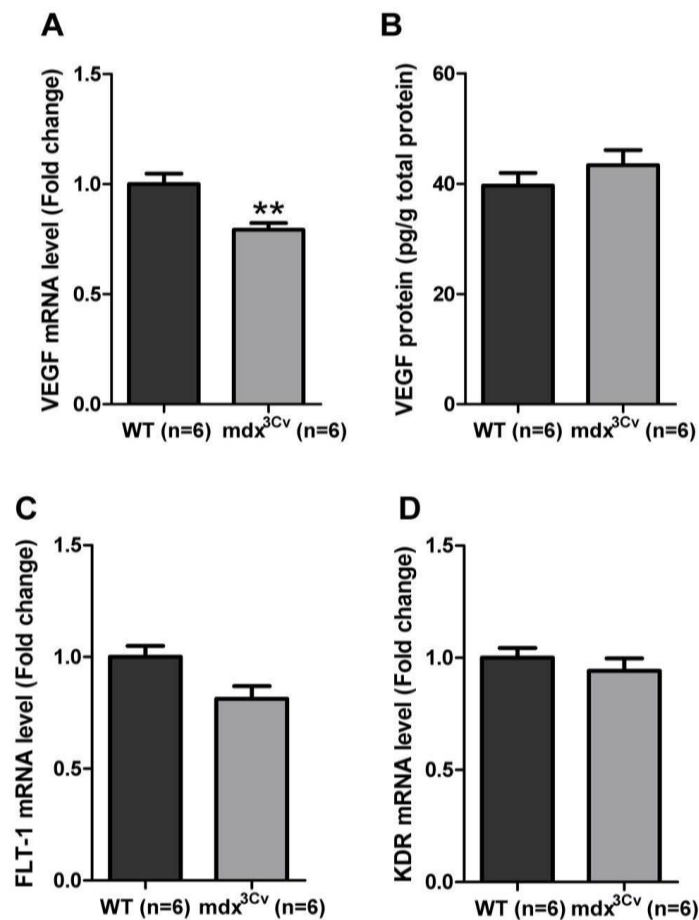 A
VEGF mRNA level (Fold change)
1.5
1.0
0.5
0.0
**
WT (n=6) mdx3Cv (n=6)
B
VEGF protein (pg/g total protein)
60
40
20
0
WT (n=6) mdx3Cv (n=6)
C
FLT-1 mRNA level (Fold change)
1.5
1.0
0.5
0.0
WT (n=6) mdx3Cv (n=6)
D
KDR mRNA level (Fold change)
1.5
1.0
0.5
0.0
WT (n=6) mdx3Cv (n=6)